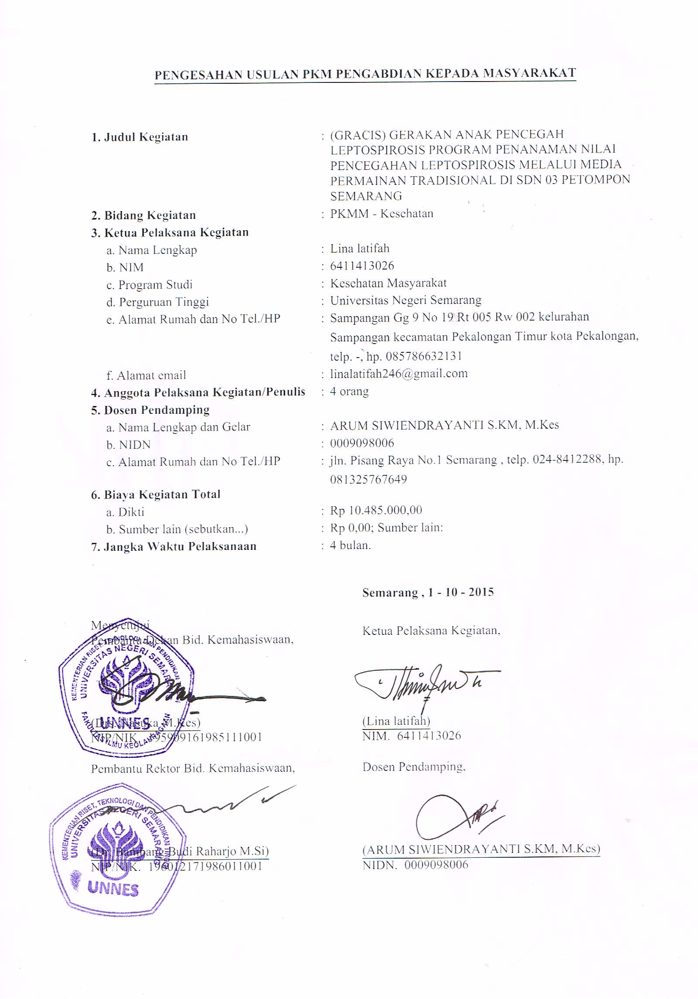 PENGESAHAN USULAN PKM PENGABDIAN KEPADA MASYARAKAT
1. Judul Kegiatan : (GRACIS) GERAKAN ANAK PENCEGAH
LEPTOSPIROSIS PROGRAM PENANAMAN NILAI
PENCEGAHAN LEPTOSPIROSIS MELALUI MEDIA
PERMAINAN TRADISIONAL DI SDN 03 PETOMPON
SEMARANG
2. Bidang Kegiatan : PKMM - Kesehatan
3. Ketua Pelaksana Kegiatan
a. Nama Lengkap : Lina latifah
b. NIM : 6411413026
c. Program Studi : Kesehatan Masyarakat
d. Perguruan Tinggi : Universitas Negeri Semarang
e. Alamat Rumah dan No Tel./HP : Sampangan Gg 9 No 19 Rt 005 Rw 002 kelurahan
Sampangan kecamatan Pekalongan Timur kota Pekalongan,
telp. -, hp. 085786632131
f. Alamat email : linalatifah246@gmail.com
4. Anggota Pelaksana Kegiatan/Penulis : 4 orang
5. Dosen Pendamping
a. Nama Lengkap dan Gelar : ARUM SIWIENDRAYANTI S.KM, M.Kes
b. NIDN : 0009098006
c. Alamat Rumah dan No Tel./HP : jln. Pisang Raya No.1 Semarang , telp. 024-8412288, hp.
081325767649
6. Biaya Kegiatan Total
a. Dikti : Rp 10.485.000,00
b. Sumber lain (sebutkan...) : Rp 0,00; Sumber lain:
7. Jangka Waktu Pelaksanaan : 4 bulan.
Semarang , 1 - 10 - 2015
Menyetujui
Pembantu Dekan Bid. Kemahasiswaan,
KEMENTERIAN RISET, TEKNOLOGI DAN PENDIDIKAN TINGGI
UNIVERSITAS NEGERI SEMARANG
UNNES
FAKULTAS ILMU KEOLAHRAGAAN
(Drs. Nasuka M.Kes)
NIP/NIK. 195909161985111001
Ketua Pelaksana Kegiatan,
(Lina latifah)
NIM. 6411413026
Pembantu Rektor Bid. Kemahasiswaan,
KEMENTERIAN RISET, TEKNOLOGI DAN PENDIDIKAN TINGGI
UNIVERSITAS NEGERI SEMARANG
UNNES
(Dr. Bambang Budi Raharjo M.Si)
NIP/NIK. 196012171986011001
Dosen Pendamping,
(ARUM SIWIENDRAYANTI S.KM, M.Kes)
NIDN. 0009098006